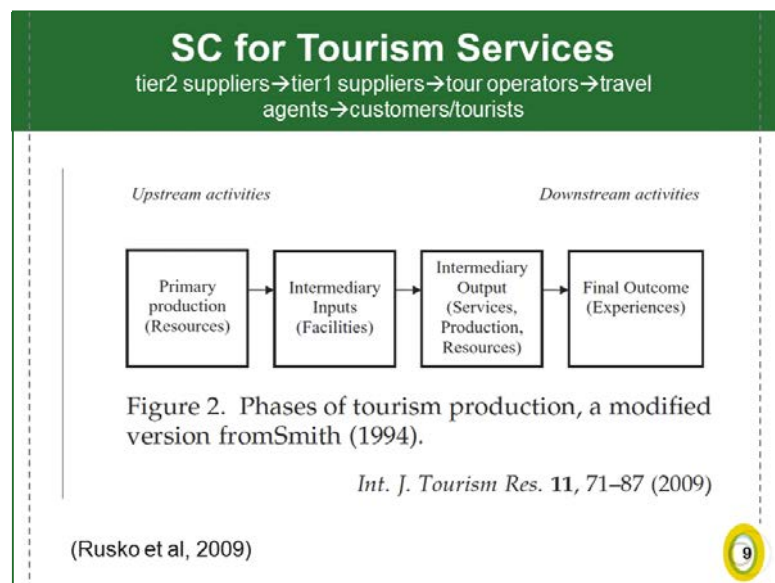 SC for Tourism Services
tier2 suppliers→tier1 suppliers→tour operators→travel
agents→customers/tourists
Upstream activities
Downstream activities
Primary
production
(Resources)
Intermediary
Inputs
(Facilities)
Intermediary
Output
(Services,
Production,
Resources)
Final Outcome
(Experiences)
Figure 2. Phases of tourism production, a modified
version fromSmith (1994).
Int. J. Tourism Res. 11, 71–87 (2009)
(Rusko et al, 2009)
9